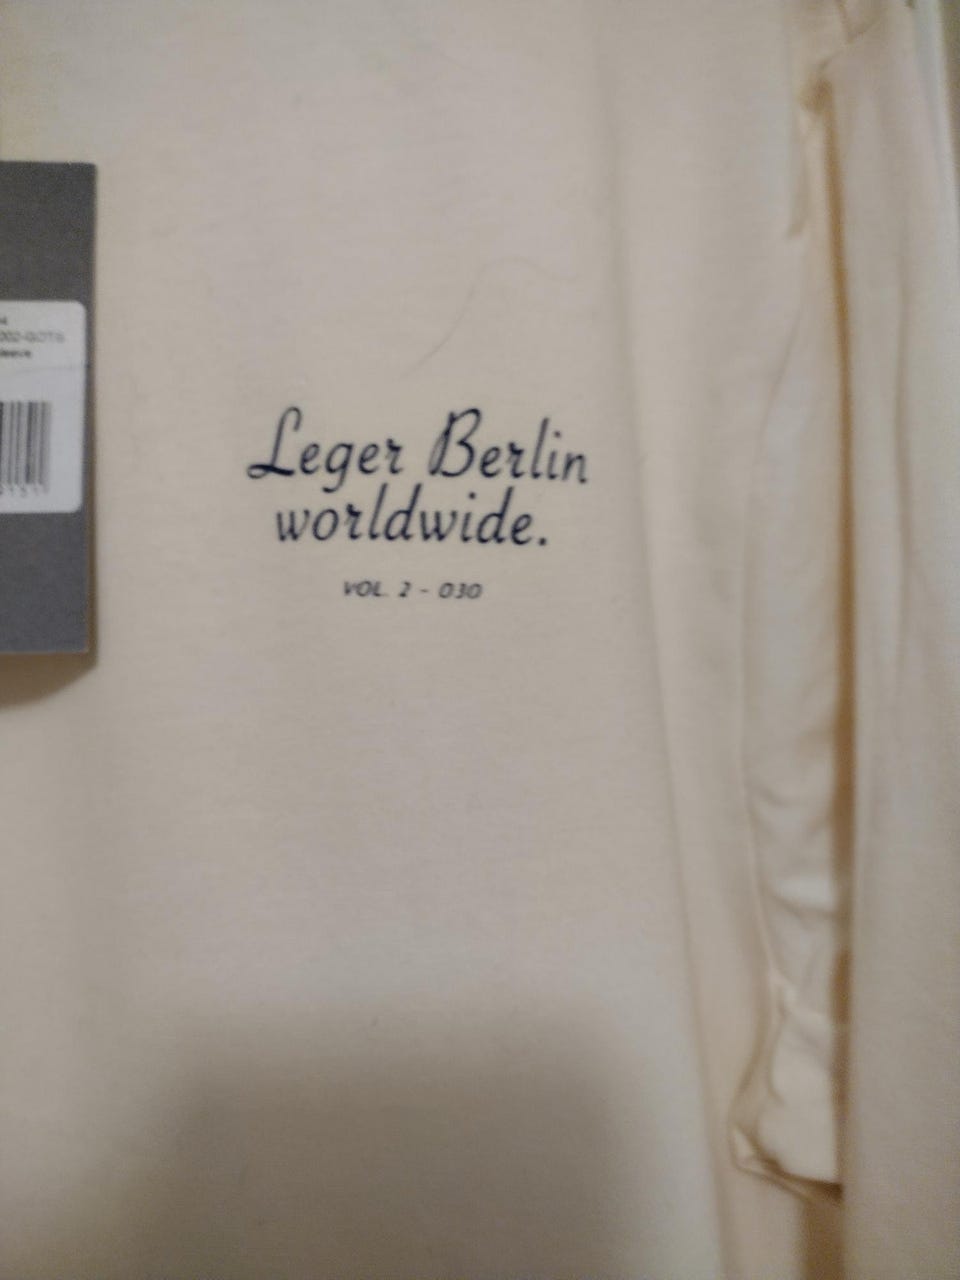 Leger Berlin
worldwide.
VOL. 2 - 030